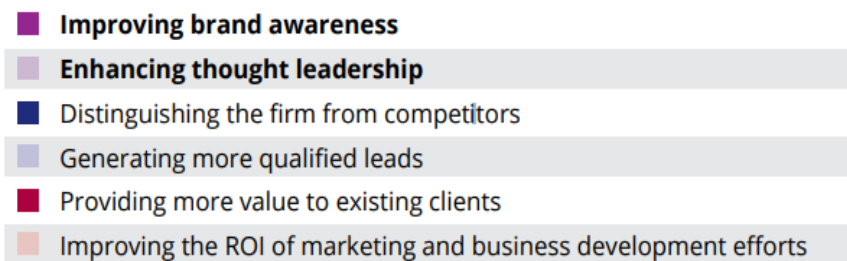 Improving brand awareness
Enhancing thought leadership
Distinguishing the firm from competitors
Generating more qualified leads
Providing more value to existing clients
Improving the ROI of marketing and business development efforts